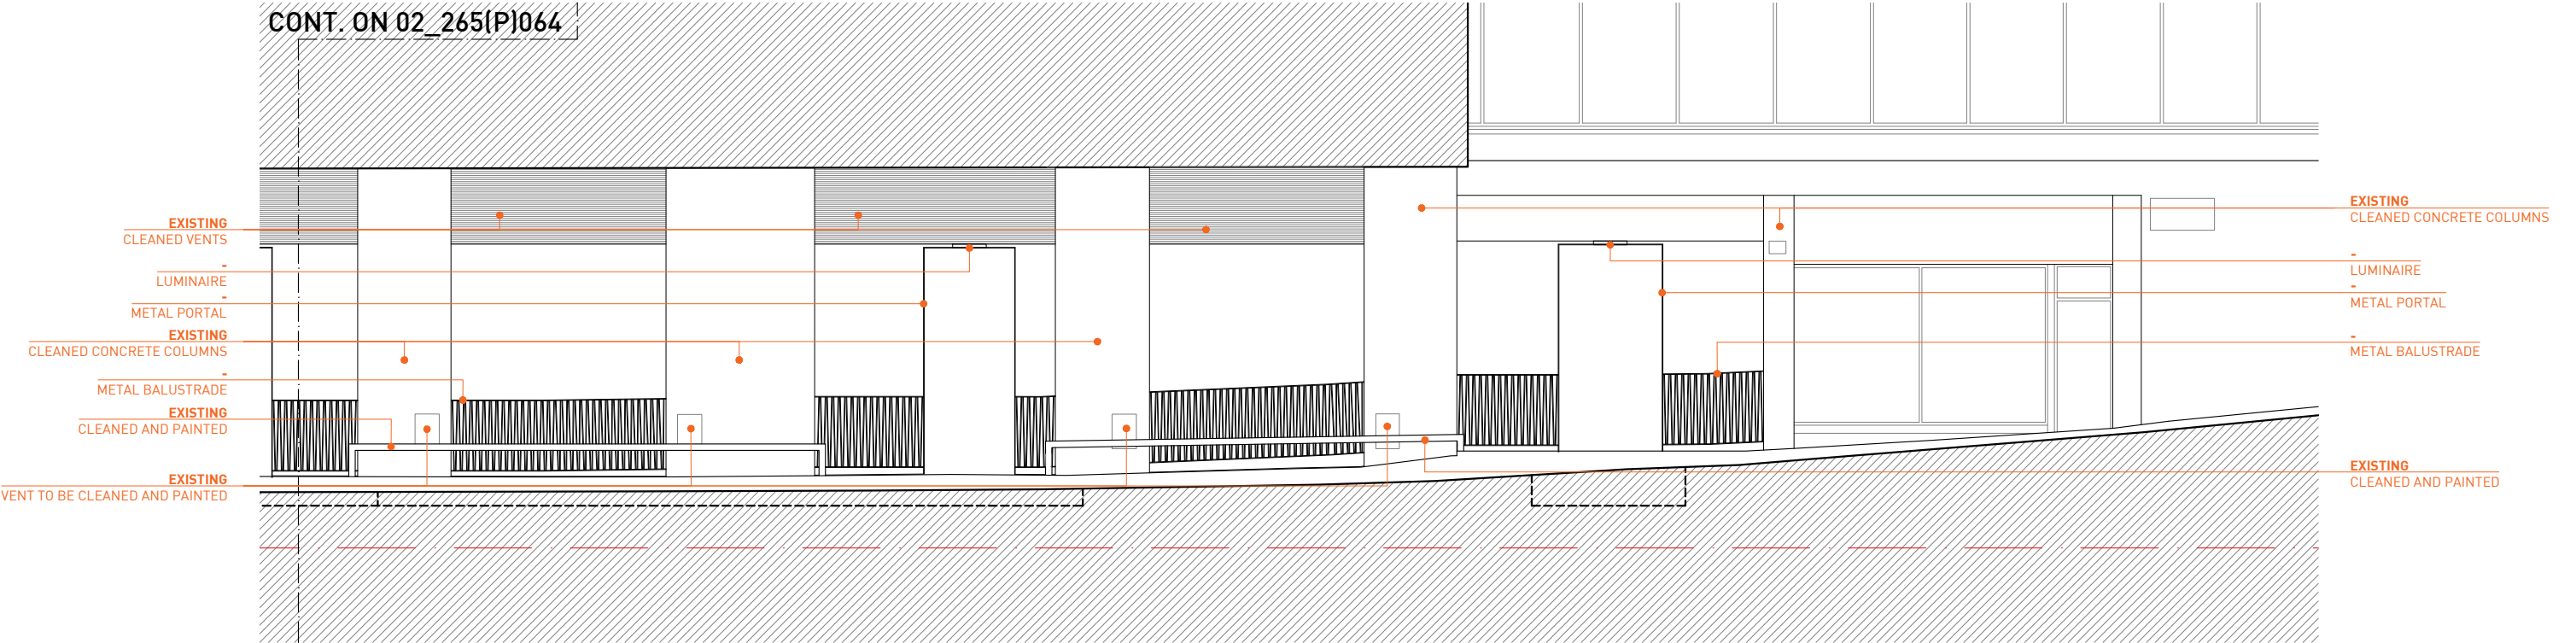 CONT. ON 02_265(P)064
EXISTING
CLEANED VENTS
-
LUMINAIRE
-
METAL PORTAL
EXISTING
CLEANED CONCRETE COLUMNS
-
METAL BALUSTRADE
EXISTING
CLEANED AND PAINTED
EXISTING
VENT TO BE CLEANED AND PAINTED
EXISTING
CLEANED CONCRETE COLUMNS
-
LUMINAIRE
-
METAL PORTAL
-
METAL BALUSTRADE
EXISTING
CLEANED AND PAINTED